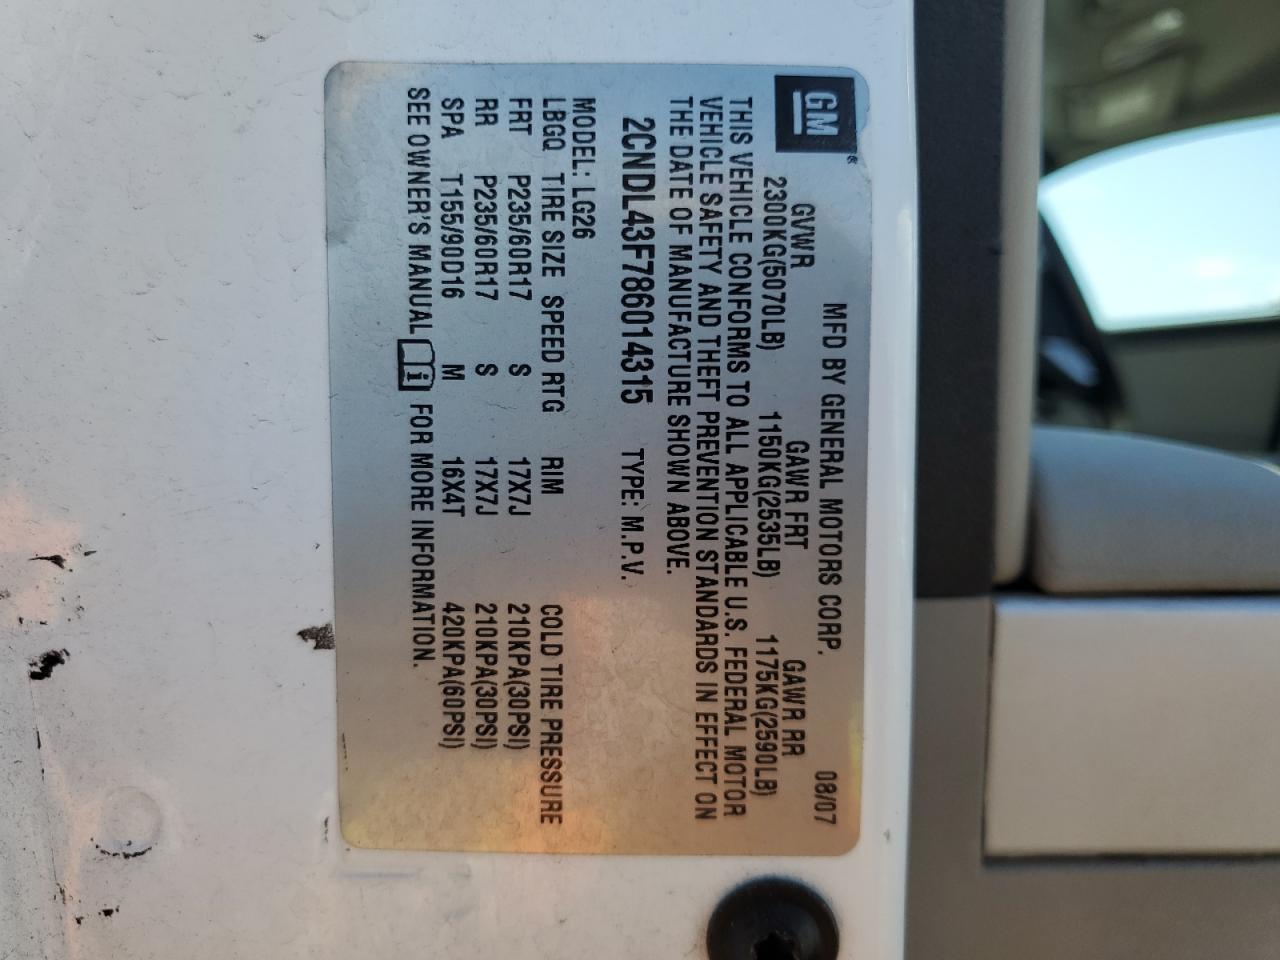 GM®
MFD BY GENERAL MOTORS CORP. 08/07
GVWR GAWR FRT GAWR RR
2300KG(5070LB) 1150KG(2535LB) 1175KG(2590LB)
THIS VEHICLE CONFORMS TO ALL APPLICABLE U.S. FEDERAL MOTOR
VEHICLE SAFETY AND THEFT PREVENTION STANDARDS IN EFFECT ON
THE DATE OF MANUFACTURE SHOWN ABOVE.
2CNDL43F786014315 TYPE: M.P.V.
MODEL: LG26
LBGQ TIRE SIZE SPEED RTG RIM COLD TIRE PRESSURE
FRT P235/60R17 S 17X7J 210KPA(30PSI)
RR P235/60R17 S 17X7J 210KPA(30PSI)
SPA T155/90D16 M 16X4T 420KPA(60PSI)
SEE OWNER'S MANUAL i FOR MORE INFORMATION.